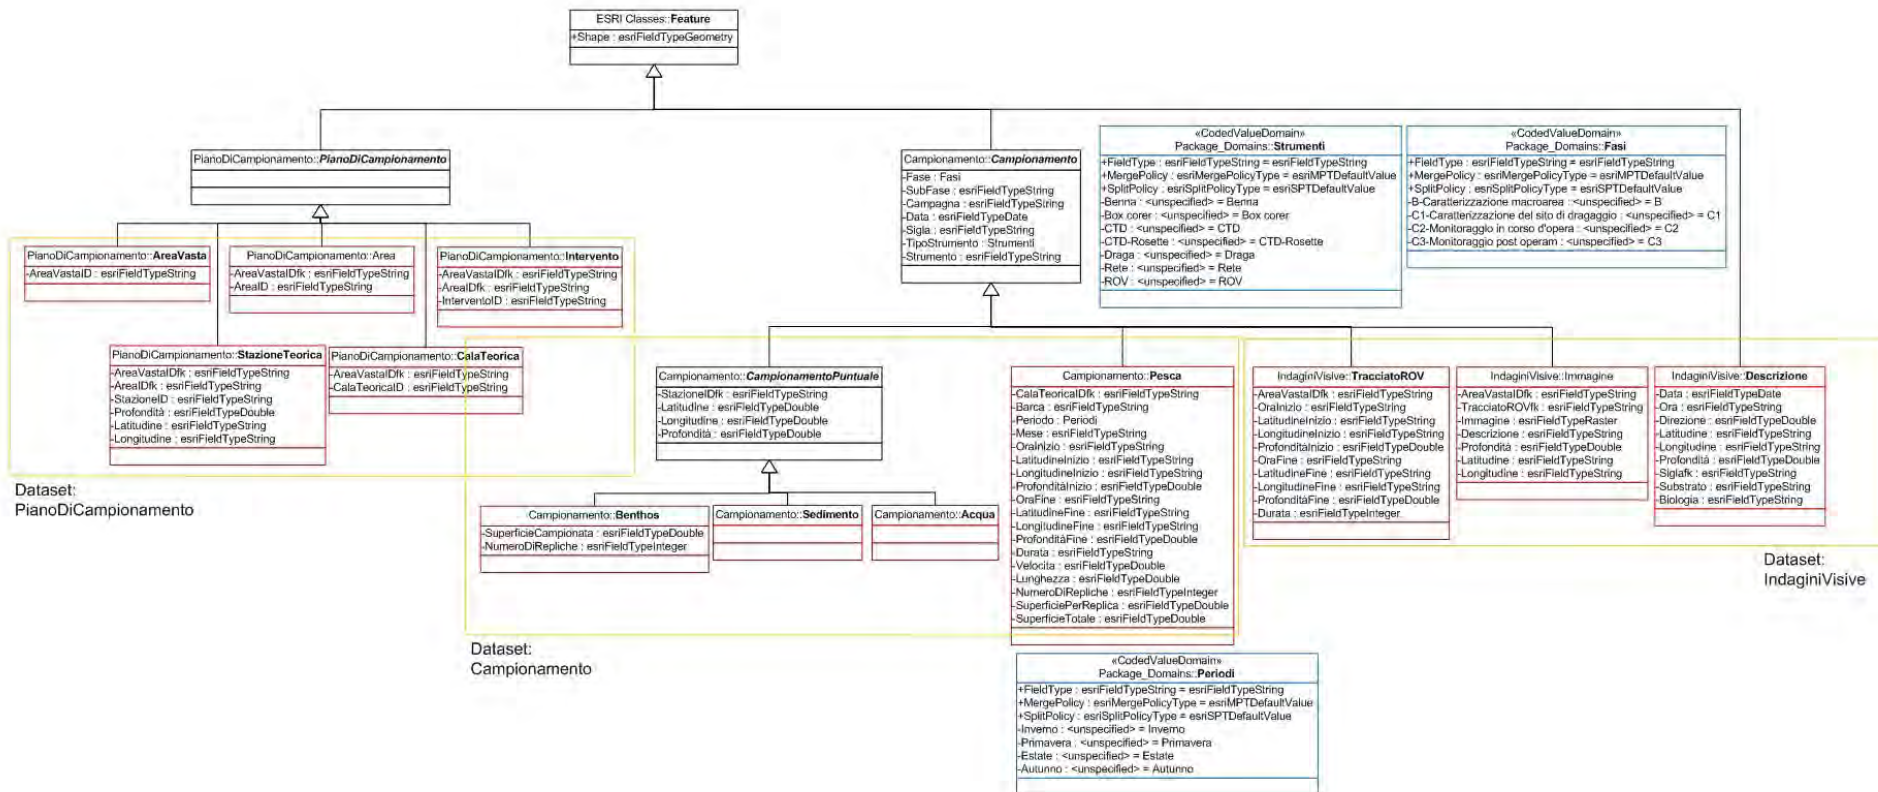 ESRI Classes::Feature
+Shape : esriFieldTypeGeometry
PianoDiCampionamento::PianoDiCampionamento
Campionamento::Campionamento
-Fase : Fasi
-SubFase : esriFieldTypeString
-Campagna : esriFieldTypeString
-Data : esriFieldTypeDate
-Sigla : esriFieldTypeString
-TipoStrumento : Strumenti
-Strumento : esriFieldTypeString
«CodedValueDomain»
Package_Domains::Strumenti
+FieldType : esriFieldTypeString = esriFieldTypeString
+MergePolicy : esriMergePolicyType = esriMPTDefaultValue
+SplitPolicy : esriSplitPolicyType = esriSPTDefaultValue
-Benna : <unspecified> = Benna
-Box corer : <unspecified> = Box corer
-CTD : <unspecified> = CTD
-CTD-Rosette : <unspecified> = CTD-Rosette
-Draga : <unspecified> = Draga
-Rete : <unspecified> = Rete
-ROV : <unspecified> = ROV
«CodedValueDomain»
Package_Domains::Fasi
+FieldType : esriFieldTypeString = esriFieldTypeString
+MergePolicy : esriMergePolicyType = esriMPTDefaultValue
+SplitPolicy : esriSplitPolicyType = esriSPTDefaultValue
-B-Caratterizzazione macroarea : <unspecified> = B
-C1-Caratterizzazione del sito di dragaggio : <unspecified> = C1
-C2-Monitoraggio in corso d'opera : <unspecified> = C2
-C3-Monitoraggio post operam : <unspecified> = C3
PianoDiCampionamento::AreaVasta
-AreaVastaID : esriFieldTypeString
PianoDiCampionamento::Area
-AreaVastaIDfk : esriFieldTypeString
-AreaID : esriFieldTypeString
PianoDiCampionamento::Intervento
-AreaVastaIDfk : esriFieldTypeString
-AreaIDfk : esriFieldTypeString
-InterventoID : esriFieldTypeString
PianoDiCampionamento::StazioneTeorica
-AreaVastaIDfk : esriFieldTypeString
-AreaIDfk : esriFieldTypeString
-StazioneID : esriFieldTypeString
-Profondità : esriFieldTypeDouble
-Latitudine : esriFieldTypeString
-Longitudine : esriFieldTypeString
PianoDiCampionamento::CalaTeorica
-AreaVastaIDfk : esriFieldTypeString
-CalaTeoricaID : esriFieldTypeString
Dataset:
PianoDiCampionamento
Campionamento::CampionamentoPuntuale
-StazioneIDfk : esriFieldTypeString
-Latitudine : esriFieldTypeDouble
-Longitudine : esriFieldTypeDouble
-Profondità : esriFieldTypeDouble
Campionamento::Benthos
-SuperficieCampionata : esriFieldTypeDouble
-NumeroDiRepliche : esriFieldTypeInteger
Campionamento::Sedimento
Campionamento::Acqua
Campionamento::Pesca
-CalaTeoricaIDfk : esriFieldTypeString
-Barca : esriFieldTypeString
-Periodo : Periodi
-Mese : esriFieldTypeString
-OraInizio : esriFieldTypeString
-LatitudineInizio : esriFieldTypeString
-LongitudineInizio : esriFieldTypeString
-ProfonditàInizio : esriFieldTypeDouble
-OraFine : esriFieldTypeString
-LatitudineFine : esriFieldTypeString
-LongitudineFine : esriFieldTypeString
-ProfonditàFine : esriFieldTypeDouble
-Durata : esriFieldTypeString
-Velocita : esriFieldTypeDouble
-Lunghezza : esriFieldTypeDouble
-NumeroDiRepliche : esriFieldTypeInteger
-SuperficiePerReplica : esriFieldTypeDouble
-SuperficieTotale : esriFieldTypeDouble
Dataset:
Campionamento
IndaginiVisive::TracciatoROV
-AreaVastaIDfk : esriFieldTypeString
-OraInizio : esriFieldTypeString
-LatitudineInizio : esriFieldTypeString
-LongitudineInizio : esriFieldTypeString
-ProfonditàInizio : esriFieldTypeDouble
-OraFine : esriFieldTypeString
-LatitudineFine : esriFieldTypeString
-LongitudineFine : esriFieldTypeString
-ProfonditàFine : esriFieldTypeDouble
-Durata : esriFieldTypeInteger
IndaginiVisive::Immagine
-AreaVastaIDfk : esriFieldTypeString
-TracciatoROVfk : esriFieldTypeString
-Immagine : esriFieldTypeRaster
-Descrizione : esriFieldTypeString
-Profondità : esriFieldTypeDouble
-Latitudine : esriFieldTypeString
-Longitudine : esriFieldTypeString
IndaginiVisive::Descrizione
-Data : esriFieldTypeDate
-Ora : esriFieldTypeString
-Direzione : esriFieldTypeDouble
-Latitudine : esriFieldTypeString
-Longitudine : esriFieldTypeString
-Profondità : esriFieldTypeDouble
-Siglafk : esriFieldTypeString
-Substrato : esriFieldTypeString
-Biologia : esriFieldTypeString
Dataset:
IndaginiVisive
«CodedValueDomain»
Package_Domains::Periodi
+FieldType : esriFieldTypeString = esriFieldTypeString
+MergePolicy : esriMergePolicyType = esriMPTDefaultValue
+SplitPolicy : esriSplitPolicyType = esriSPTDefaultValue
-Inverno : <unspecified> = Inverno
-Primavera : <unspecified> = Primavera
-Estate : <unspecified> = Estate
-Autunno : <unspecified> = Autunno